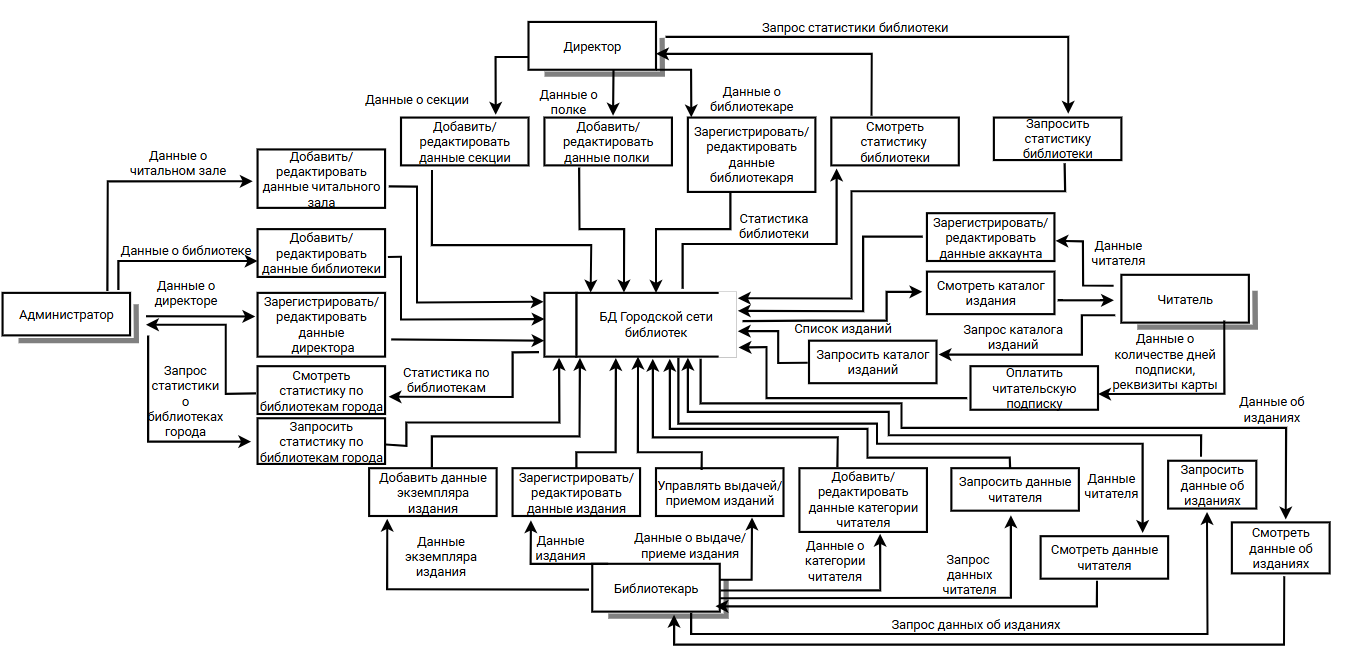 Запрос статистики библиотеки
Директор
Данные о секции
Данные о
полке
Данные о
библиотекаре
Добавить/
редактировать
данные секции
Добавить/
редактировать
данные полки
Зарегистрировать/
редактировать
данные
библиотекаря
Смотреть
статистику
библиотеки
Запросить
статистику
библиотеки
Данные о
читальном зале
Добавить/
редактировать
данные читального
зала
Статистика
библиотеки
Зарегистрировать/
редактировать
данные аккаунта
Данные
читателя
Данные о библиотеке
Добавить/
редактировать
данные библиотеки
Данные о
директоре
Смотреть каталог
издания
Читатель
Администратор
Зарегистрировать/
редактировать
данные
директора
БД Городской сети
библиотек
Список изданий
Запрос каталога
изданий
Запросить каталог
изданий
Данные о
количестве дней
подписки,
реквизиты карты
Запрос
статистики
о
библиотеках
города
Смотреть
статистику по
библиотекам города
Статистика по
библиотекам
Оплатить
читательскую
подписку
Данные об
изданиях
Запросить
статистику по
библиотекам города
Добавить данные
экземпляра
издания
Зарегистрировать/
редактировать
данные издания
Управлять выдачей/
приемом изданий
Добавить/
редактировать
данные категории
читателя
Запросить данные
читателя
Данные
читателя
Запросить
данные об
изданиях
Данные
экземпляра
издания
Данные
издания
Данные о выдаче/
приеме издания
Данные о
категории
читателя
Запрос
данных
читателя
Смотреть данные
читателя
Смотреть
данные об
изданиях
Библиотекарь
Запрос данных об изданиях